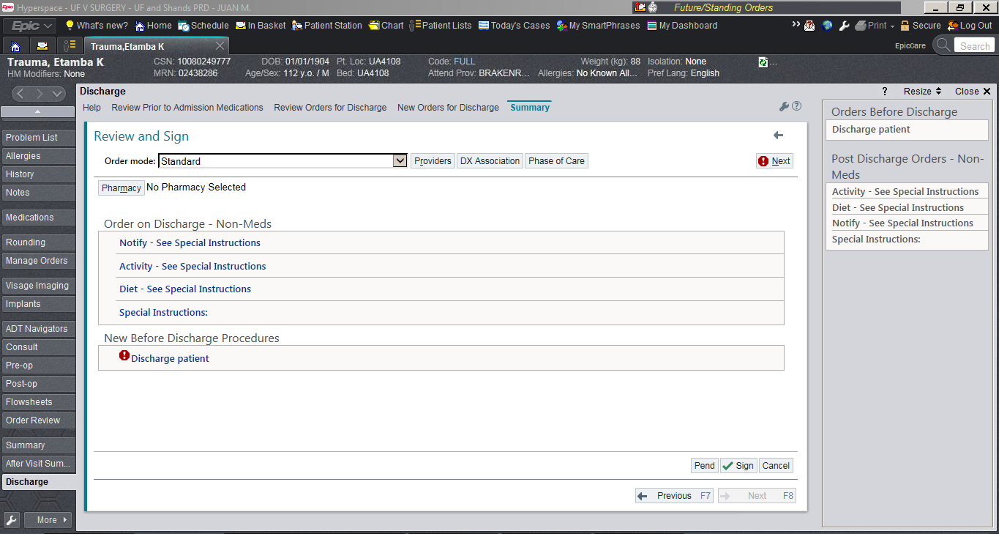 Epic Hyperspace - UF V SURGERY - UF and Shands PRD - JUAN M.
Future/Standing Orders
Epic What's new? Home Schedule In Basket Patient Station Chart Patient Lists Today's Cases My SmartPhrases My Dashboard Print Secure Log Out
Trauma,Etamba K
EpicCare Search
Trauma, Etamba K CSN: 10080249777 DOB: 01/01/1904 Pt. Loc: UA4108 Code: FULL Weight (kg): 88 Isolation: None ...
HM Modifiers: None MRN: 02438286 Age/Sex: 112 y.o. / M Bed: UA4108 Attend Prov: BRAKENR... Allergies: No Known All... Pref Lang: English
Discharge
? Resize Close X
Help Review Prior to Admission Medications Review Orders for Discharge New Orders for Discharge Summary
Problem List
Allergies
History
Notes
Medications
Rounding
Manage Orders
Visage Imaging
Implants
ADT Navigators
Consult
Pre-op
Post-op
Flowsheets
Order Review
Summary
After Visit Sum...
Discharge
More
Review and Sign
Order mode: Standard Providers DX Association Phase of Care Next
Pharmacy No Pharmacy Selected
Order on Discharge - Non-Meds
Notify - See Special Instructions
Activity - See Special Instructions
Diet - See Special Instructions
Special Instructions:
New Before Discharge Procedures
Discharge patient
Pend Sign Cancel
Previous F7 Next F8
Orders Before Discharge
Discharge patient
Post Discharge Orders - Non-
Meds
Activity - See Special Instructions
Diet - See Special Instructions
Notify - See Special Instructions
Special Instructions: